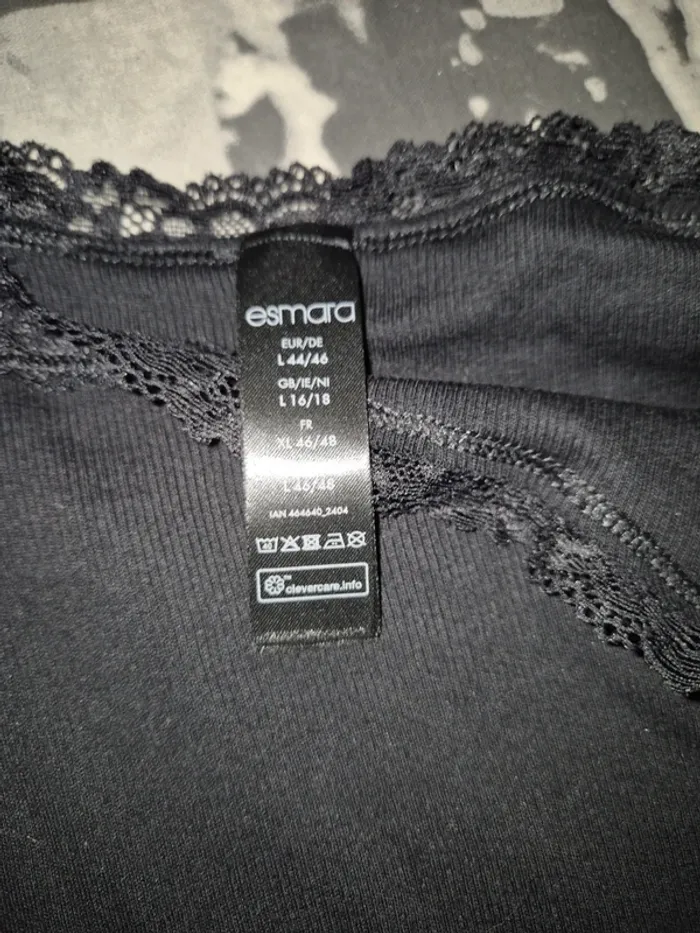 esmara
EUR/DE
L 44/46
GB/IE/NI
L 16/18
FR
XL 46/48
L 46/48
IAN 464640_2404
clevercare.info